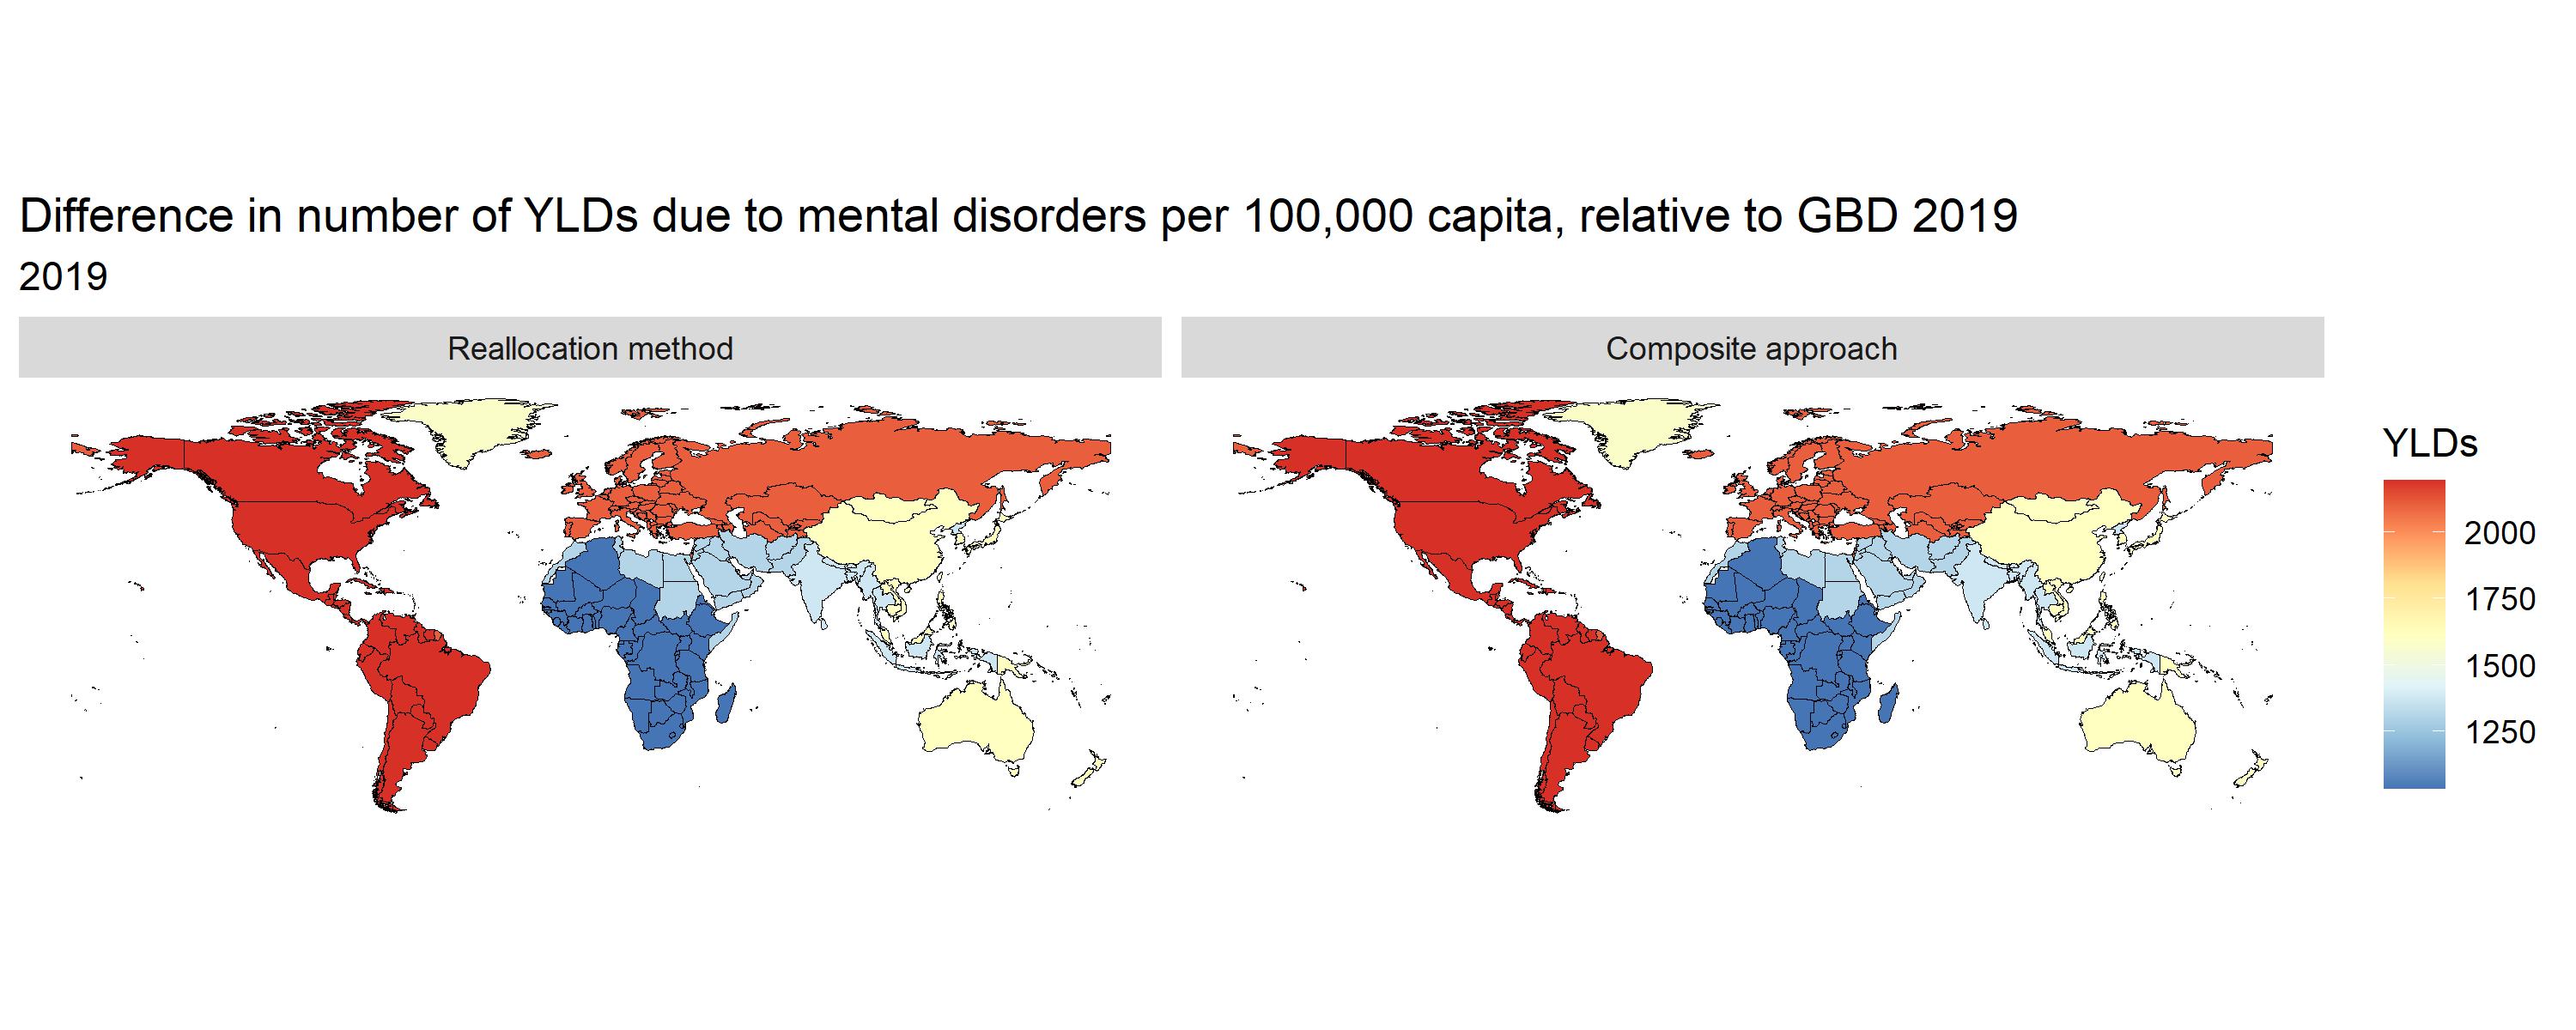 Difference in number of YLDs due to mental disorders per 100,000 capita, relative to GBD 2019
2019
Reallocation method
Composite approach
YLDs
2000
1750
1500
1250